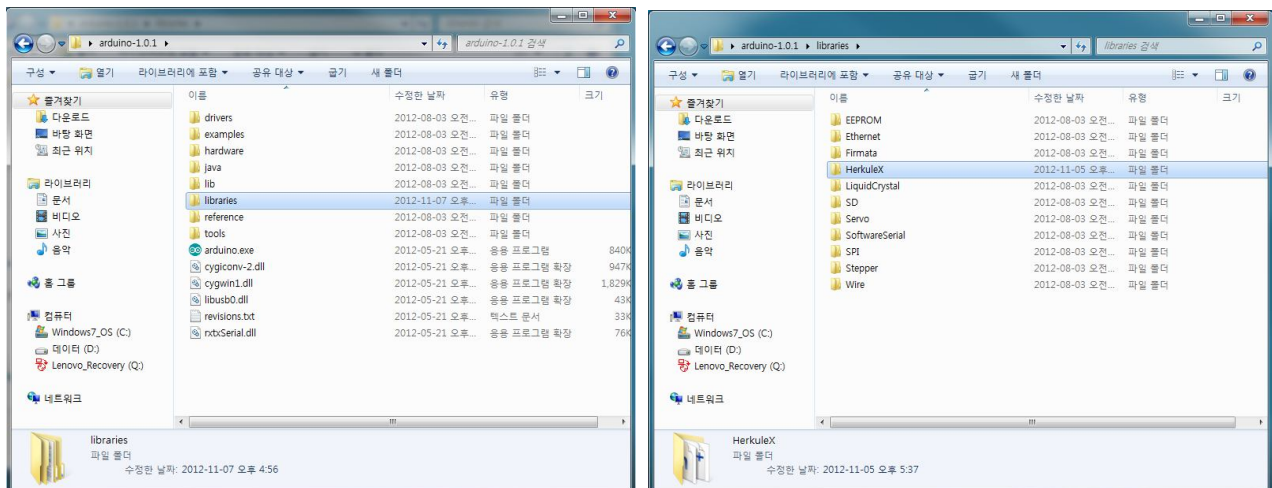 ▸ arduino-1.0.1 ▸
arduino-1.0.1 검색
구성 ▾ 열기 라이브러리에 포함 ▾ 공유 대상 ▾ 굽기 새 폴더
즐겨찾기
다운로드
바탕 화면
최근 위치
라이브러리
문서
비디오
사진
음악
홈 그룹
컴퓨터
Windows7_OS (C:)
데이터 (D:)
Lenovo_Recovery (Q:)
네트워크
이름 수정한 날짜 유형 크기
drivers 2012-08-03 오전... 파일 폴더
examples 2012-08-03 오전... 파일 폴더
hardware 2012-08-03 오전... 파일 폴더
java 2012-08-03 오전... 파일 폴더
lib 2012-08-03 오전... 파일 폴더
libraries 2012-11-07 오후... 파일 폴더
reference 2012-08-03 오전... 파일 폴더
tools 2012-08-03 오전... 파일 폴더
arduino.exe 2012-05-21 오후... 응용 프로그램 840K
cygiconv-2.dll 2012-05-21 오후... 응용 프로그램 확장 947K
cygwin1.dll 2012-05-21 오후... 응용 프로그램 확장 1,829K
libusb0.dll 2012-05-21 오후... 응용 프로그램 확장 43K
revisions.txt 2012-05-21 오후... 텍스트 문서 33K
rxtxSerial.dll 2012-05-21 오후... 응용 프로그램 확장 76K
libraries
파일 폴더
수정한 날짜: 2012-11-07 오후 4:56
▸ arduino-1.0.1 ▸ libraries ▸
libraries 검색
구성 ▾ 열기 라이브러리에 포함 ▾ 공유 대상 ▾ 굽기 새 폴더
즐겨찾기
다운로드
바탕 화면
최근 위치
라이브러리
문서
비디오
사진
음악
홈 그룹
컴퓨터
Windows7_OS (C:)
데이터 (D:)
Lenovo_Recovery (Q:)
네트워크
이름 수정한 날짜 유형 크기
EEPROM 2012-08-03 오전... 파일 폴더
Ethernet 2012-08-03 오전... 파일 폴더
Firmata 2012-08-03 오전... 파일 폴더
HerkuleX 2012-11-05 오후... 파일 폴더
LiquidCrystal 2012-08-03 오전... 파일 폴더
SD 2012-08-03 오전... 파일 폴더
Servo 2012-08-03 오전... 파일 폴더
SoftwareSerial 2012-08-03 오전... 파일 폴더
SPI 2012-08-03 오전... 파일 폴더
Stepper 2012-08-03 오전... 파일 폴더
Wire 2012-08-03 오전... 파일 폴더
HerkuleX
파일 폴더
수정한 날짜: 2012-11-05 오후 5:37